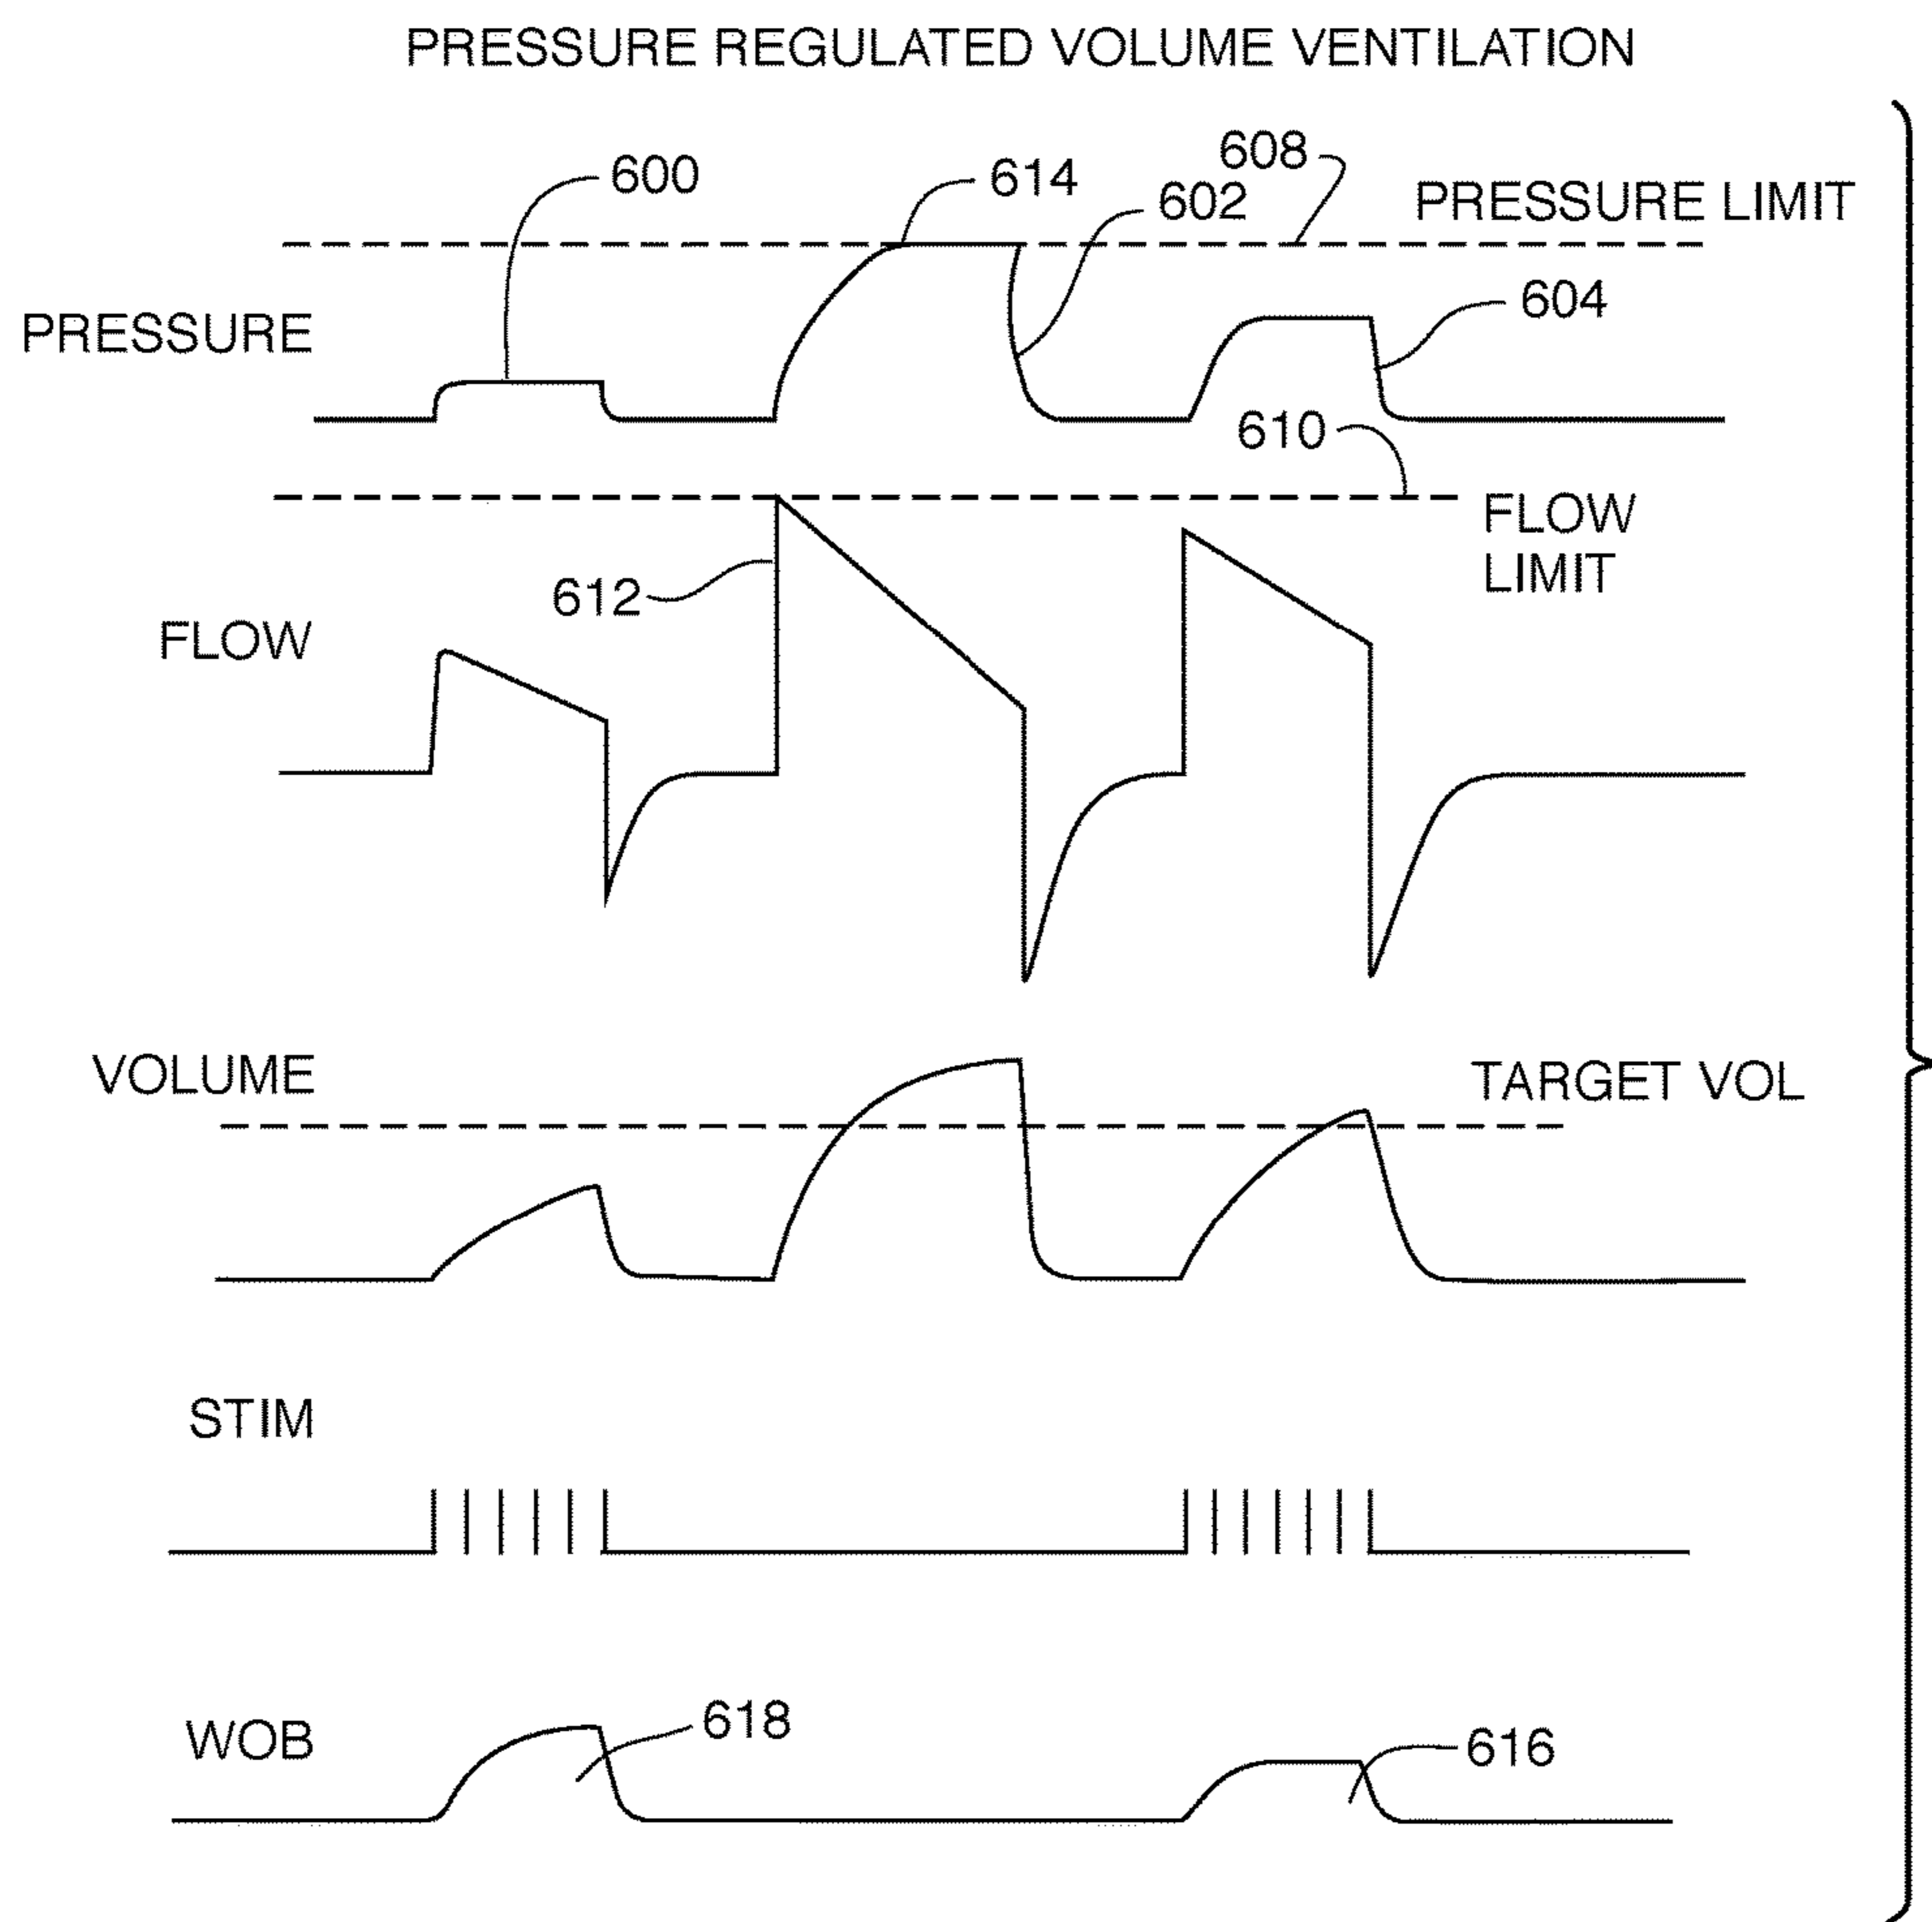 PRESSURE REGULATED VOLUME VENTILATION
608
600
614
602
PRESSURE LIMIT
604
PRESSURE
610
FLOW
LIMIT
612
FLOW
VOLUME
TARGET VOL
STIM
618
WOB
616